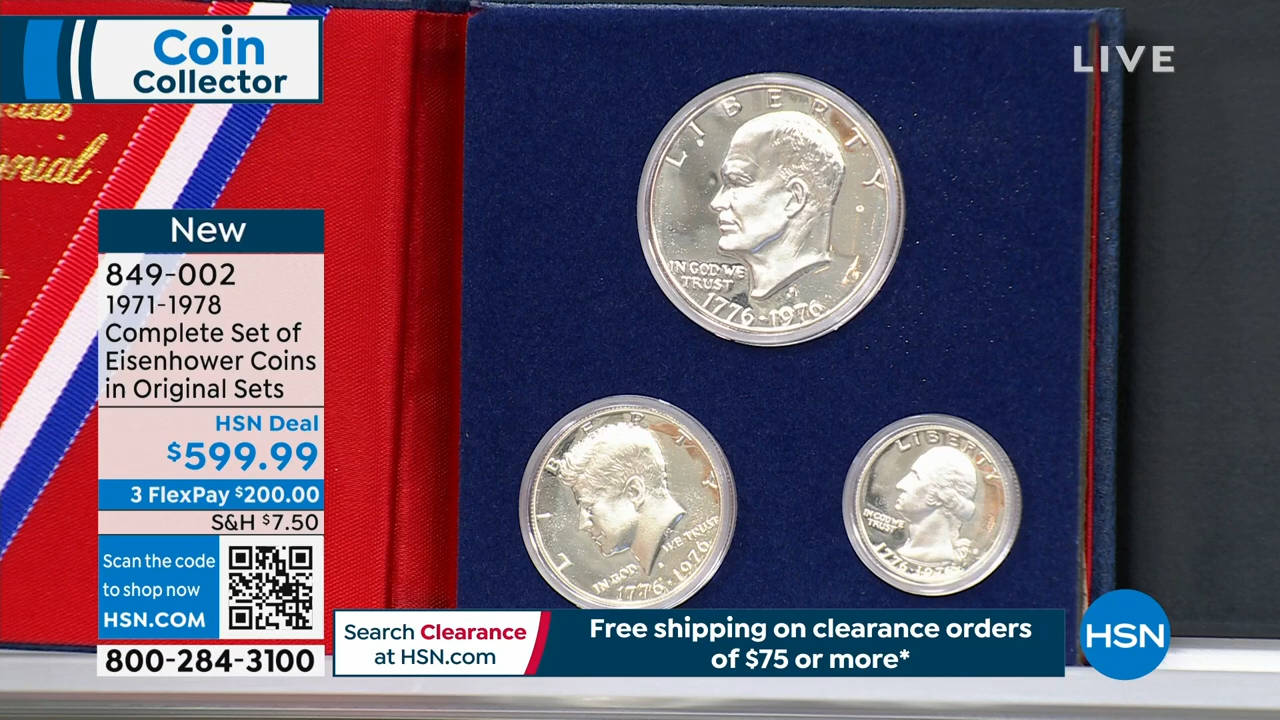 Coin
Collector
LIVE
New
849-002
1971-1978
Complete Set of
Eisenhower Coins
in Original Sets
HSN Deal
$599.99
3 FlexPay $200.00
S&H $7.50
Scan the code
to shop now
HSN.COM
800-284-3100
Search Clearance
at HSN.com
Free shipping on clearance orders
of $75 or more*
HSN
LIBERTY
IN GOD WE
TRUST
1776-1976
LIBERTY
IN GOD WE TRUST
1776-1976
LIBERTY
IN GOD WE
TRUST
1776-1976